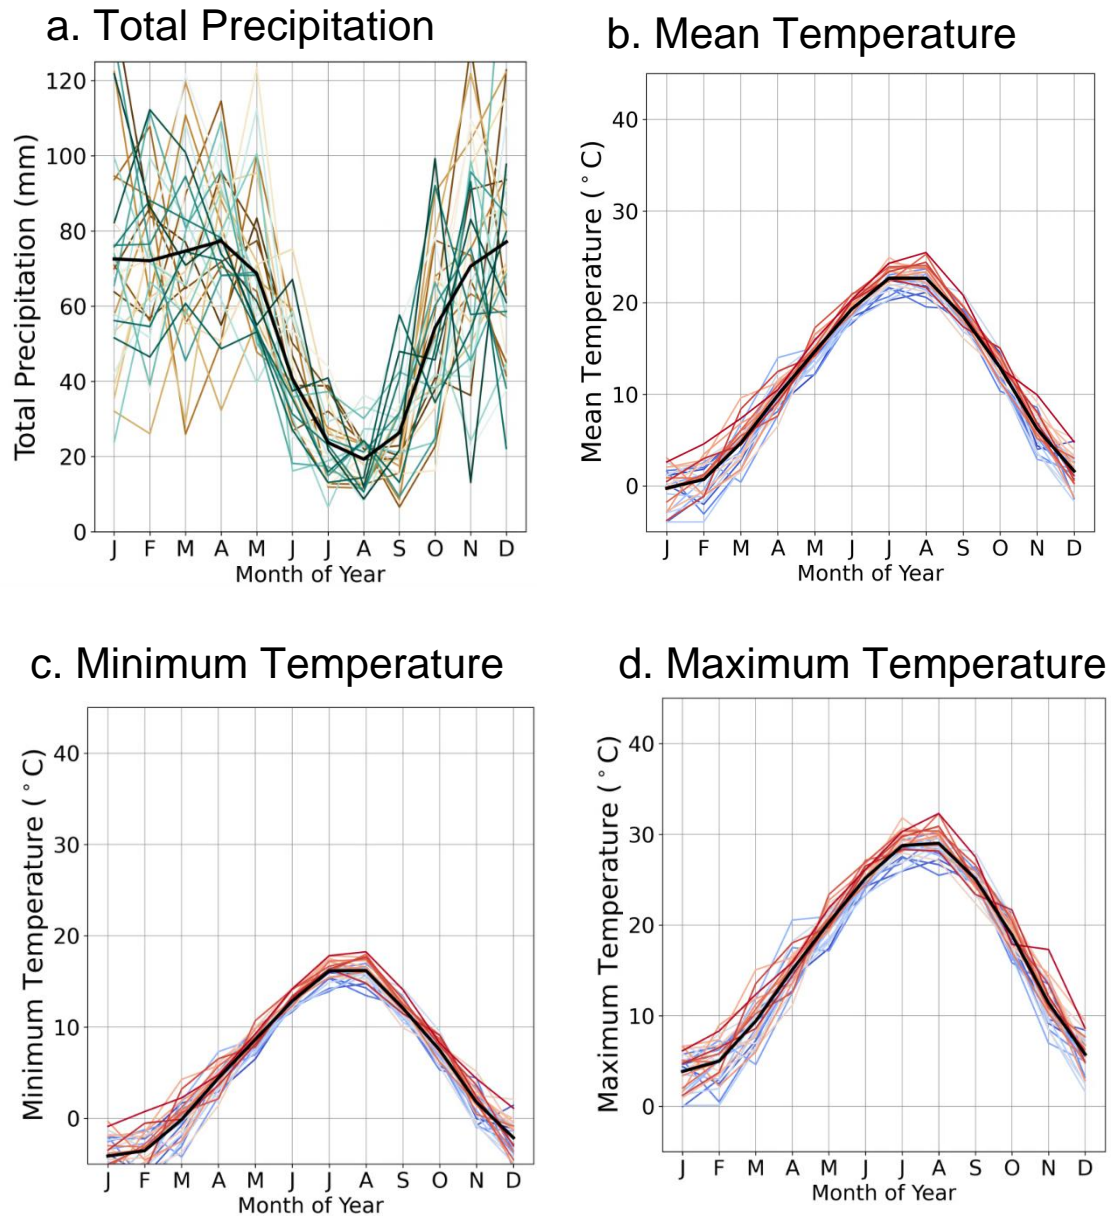 a. Total Precipitation
Total Precipitation (mm)
120
100
80
60
40
20
0
J F M A M J J A S O N D
Month of Year
b. Mean Temperature
Mean Temperature (°C)
40
30
20
10
0
J F M A M J J A S O N D
Month of Year
c. Minimum Temperature
Minimum Temperature (°C)
40
30
20
10
0
J F M A M J J A S O N D
Month of Year
d. Maximum Temperature
Maximum Temperature (°C)
40
30
20
10
0
J F M A M J J A S O N D
Month of Year